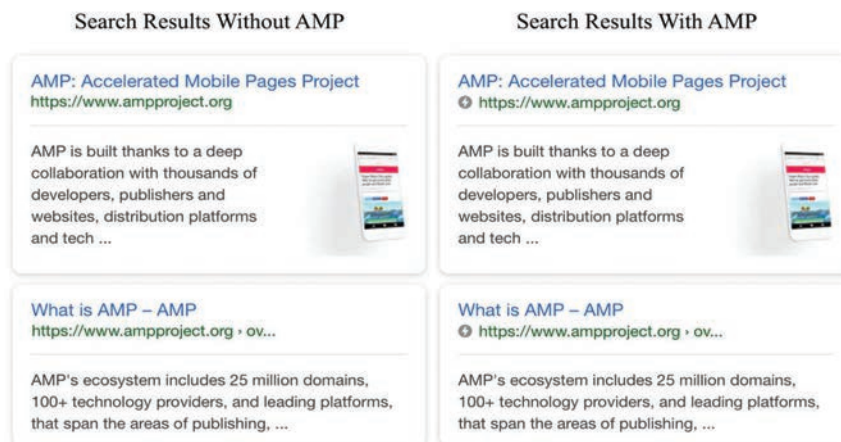 Search Results Without AMP
AMP: Accelerated Mobile Pages Project
https://www.ampproject.org
AMP is built thanks to a deep
collaboration with thousands of
developers, publishers and
websites, distribution platforms
and tech ...
What is AMP – AMP
https://www.ampproject.org › ov...
AMP's ecosystem includes 25 million domains,
100+ technology providers, and leading platforms,
that span the areas of publishing, ...
Search Results With AMP
AMP: Accelerated Mobile Pages Project
https://www.ampproject.org
AMP is built thanks to a deep
collaboration with thousands of
developers, publishers and
websites, distribution platforms
and tech ...
What is AMP – AMP
https://www.ampproject.org › ov...
AMP's ecosystem includes 25 million domains,
100+ technology providers, and leading platforms,
that span the areas of publishing, ...